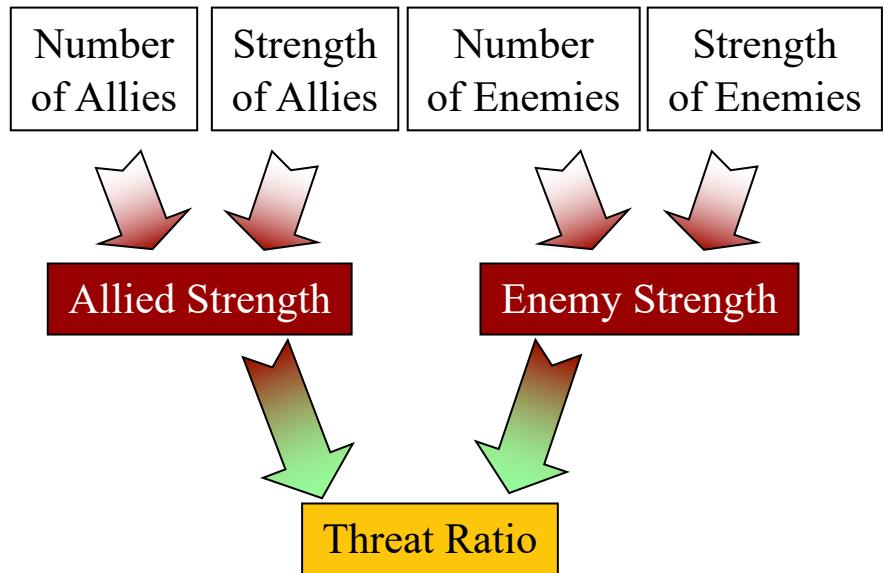 Number
of Allies
Strength
of Allies
Number
of Enemies
Strength
of Enemies
Allied Strength
Enemy Strength
Threat Ratio